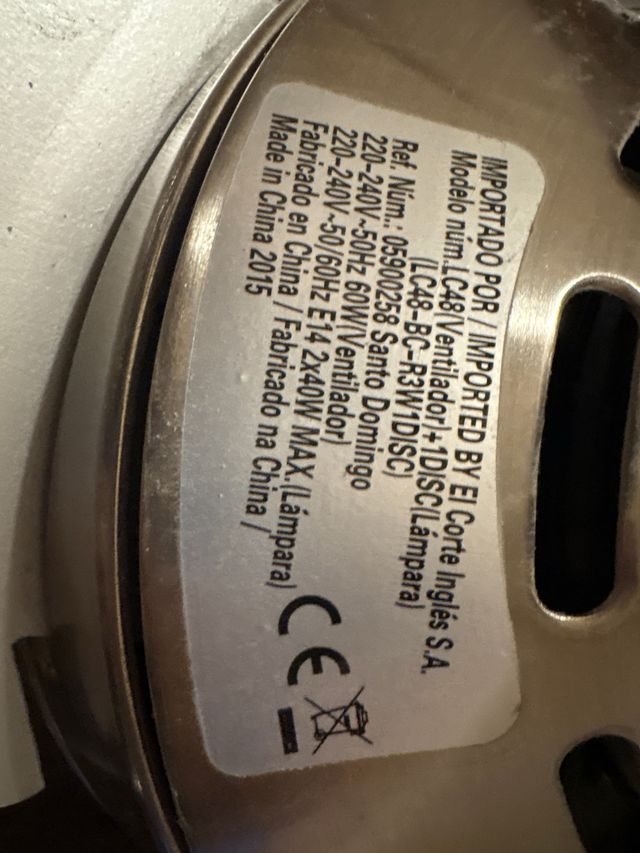 IMPORTADO POR / IMPORTED BY El Corte Inglés S.A.
Modelo núm.LC48(Ventilador)+1DISC(Lámpara)
(LC48-BC-R3W1DISC)
Ref. Núm.: 05900258 Santo Domingo
220-240V~50Hz 60W(Ventilador)
220-240V~50/60Hz E14 2x40W MAX.(Lámpara)
Fabricado en China / Fabricado na China /
Made in China 2015
CE